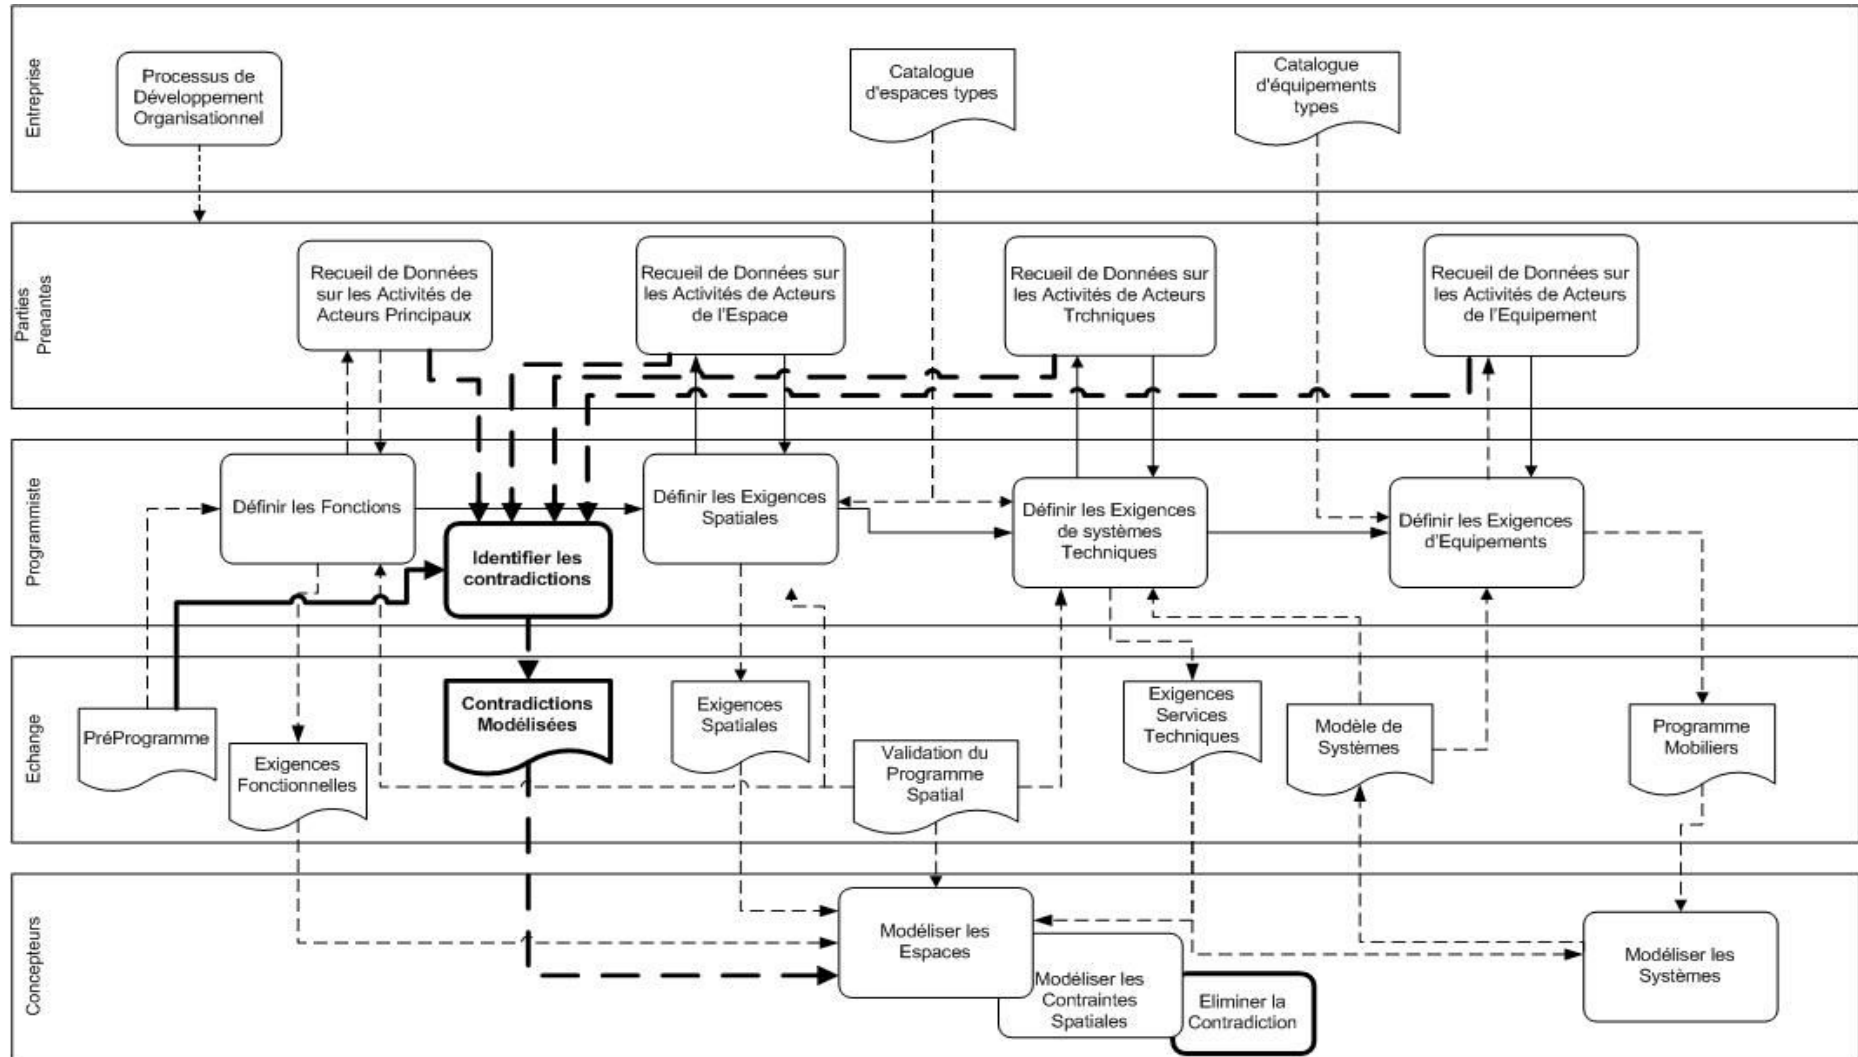 Entreprise
Processus de
Développement
Organisationnel
Catalogue
d'espaces types
Catalogue
d'équipements
types
Parties
Prenantes
Recueil de Données
sur les Activités de
Acteurs Principaux
Recueil de Données sur
les Activités de Acteurs
de l'Espace
Recueil de Données sur
les Activités de Acteurs
Trchniques
Recueil de Données sur
les Activités de Acteurs
de l'Equipement
Programmiste
Définir les Fonctions
Identifier les
contradictions
Définir les Exigences
Spatiales
Définir les Exigences
de systèmes
Techniques
Définir les Exigences
d'Equipements
Echange
PréProgramme
Exigences
Fonctionnelles
Contradictions
Modélisées
Exigences
Spatiales
Validation du
Programme
Spatial
Exigences
Services
Techniques
Modèle de
Systèmes
Programme
Mobiliers
Concepteurs
Modéliser les
Espaces
Modéliser les
Contraintes
Spatiales
Eliminer la
Contradiction
Modéliser les
Systèmes